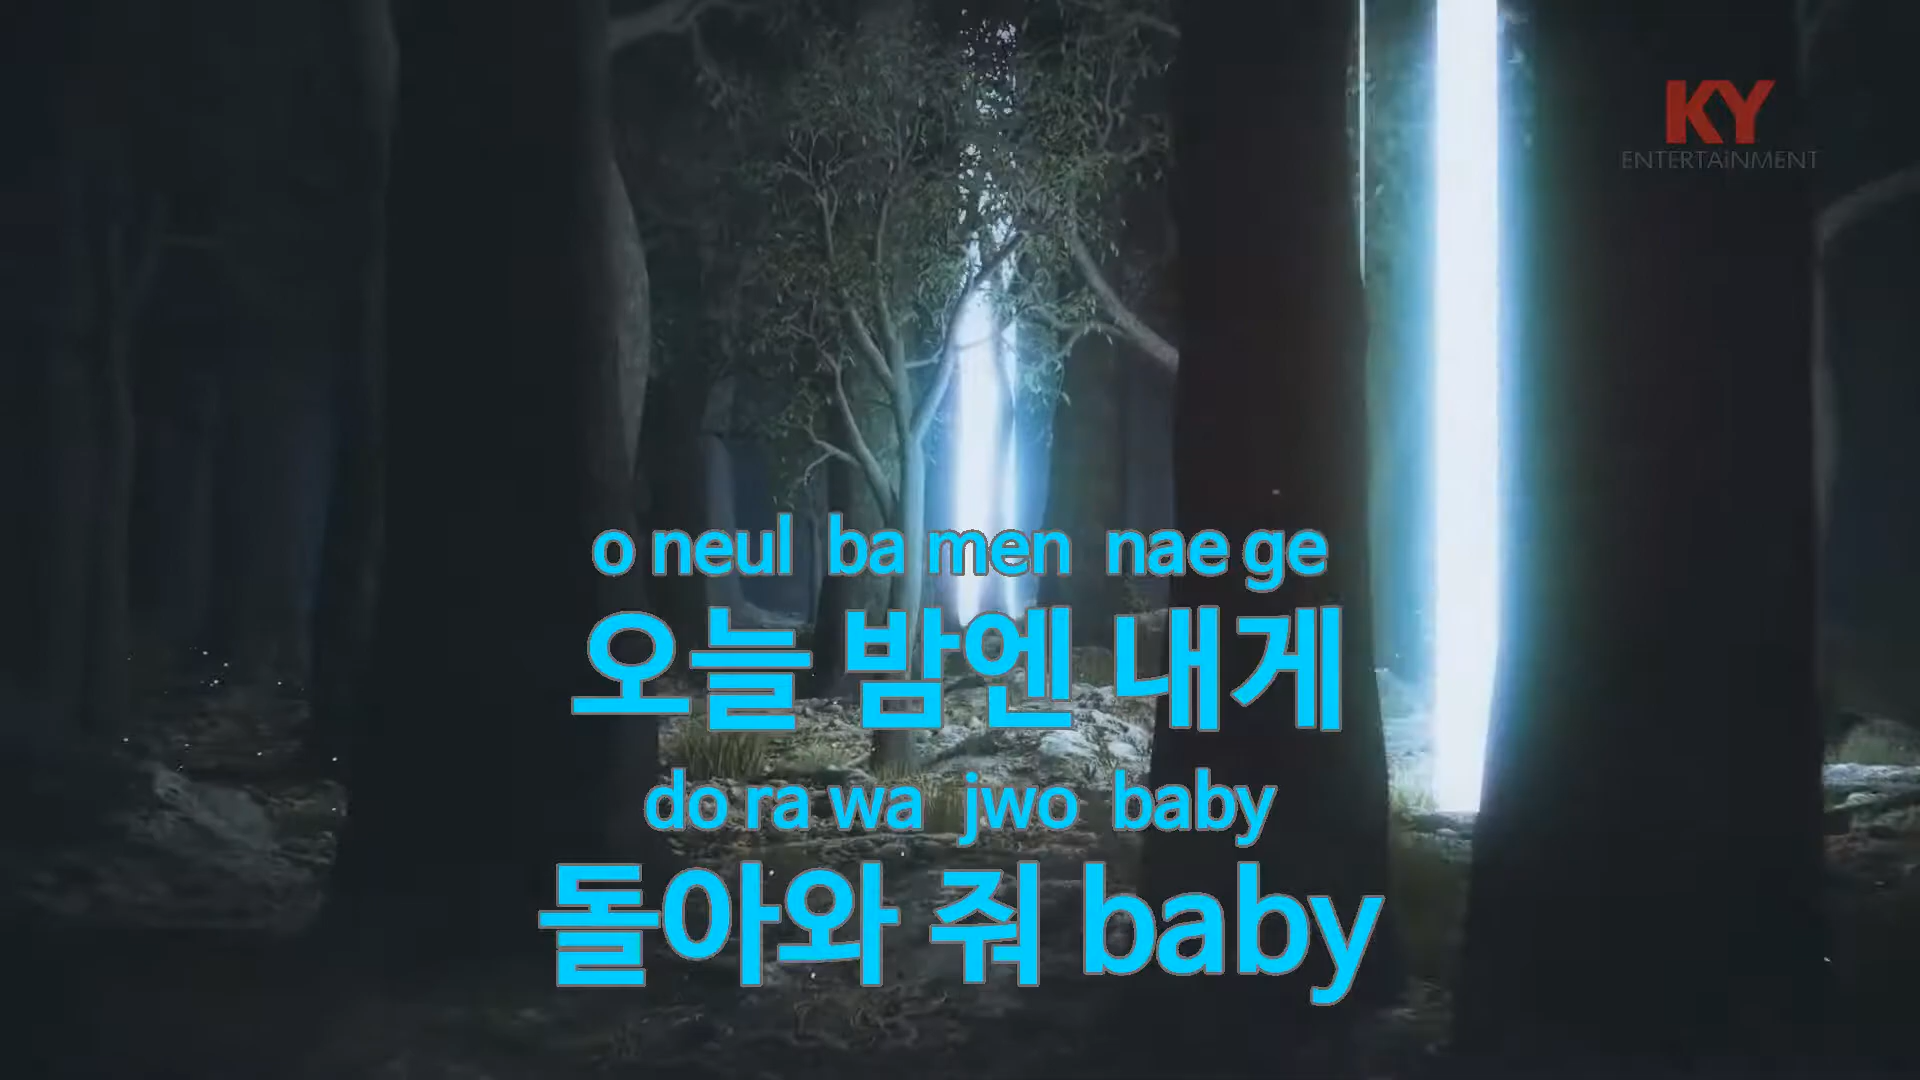 KY
ENTERTAiNMENT
o neul ba men nae ge
오늘 밤엔 내게
do ra wa jwo baby
돌아와 줘 baby